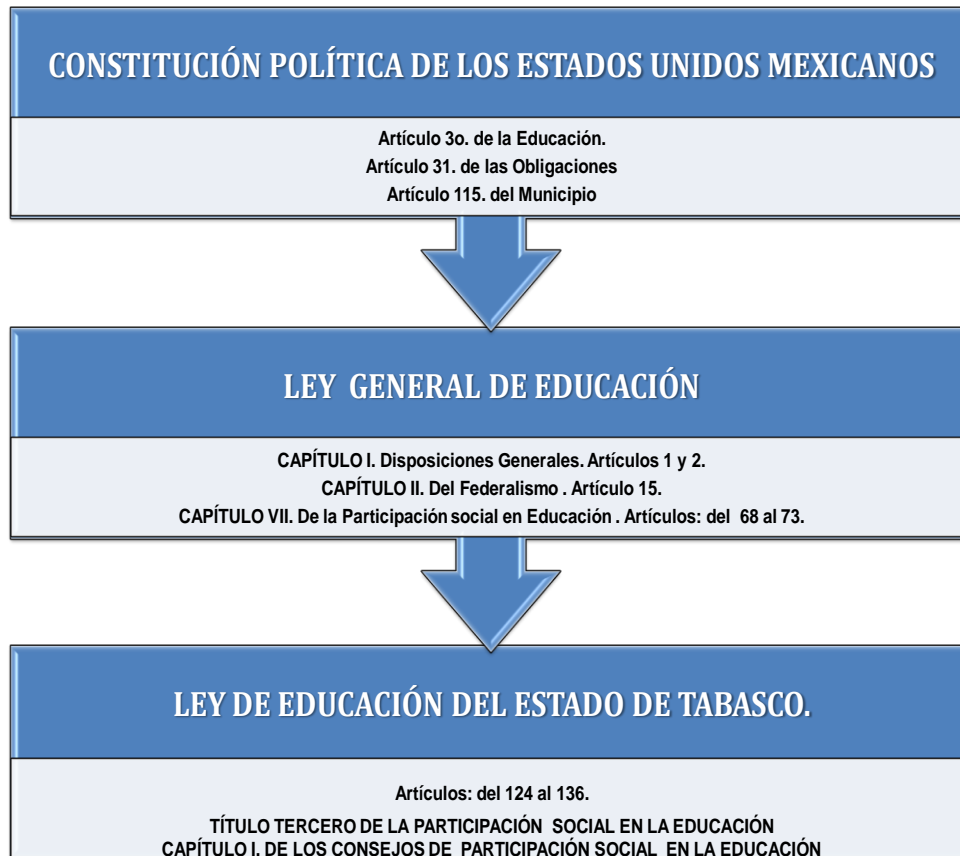 CONSTITUCIÓN POLÍTICA DE LOS ESTADOS UNIDOS MEXICANOS
Artículo 3o. de la Educación.
Artículo 31. de las Obligaciones
Artículo 115. del Municipio
LEY GENERAL DE EDUCACIÓN
CAPÍTULO I. Disposiciones Generales. Artículos 1 y 2.
CAPÍTULO II. Del Federalismo . Artículo 15.
CAPÍTULO VII. De la Participación social en Educación . Artículos: del 68 al 73.
LEY DE EDUCACIÓN DEL ESTADO DE TABASCO.
Artículos: del 124 al 136.
TÍTULO TERCERO DE LA PARTICIPACIÓN SOCIAL EN LA EDUCACIÓN
CAPÍTULO I. DE LOS CONSEJOS DE PARTICIPACIÓN SOCIAL EN LA EDUCACIÓN